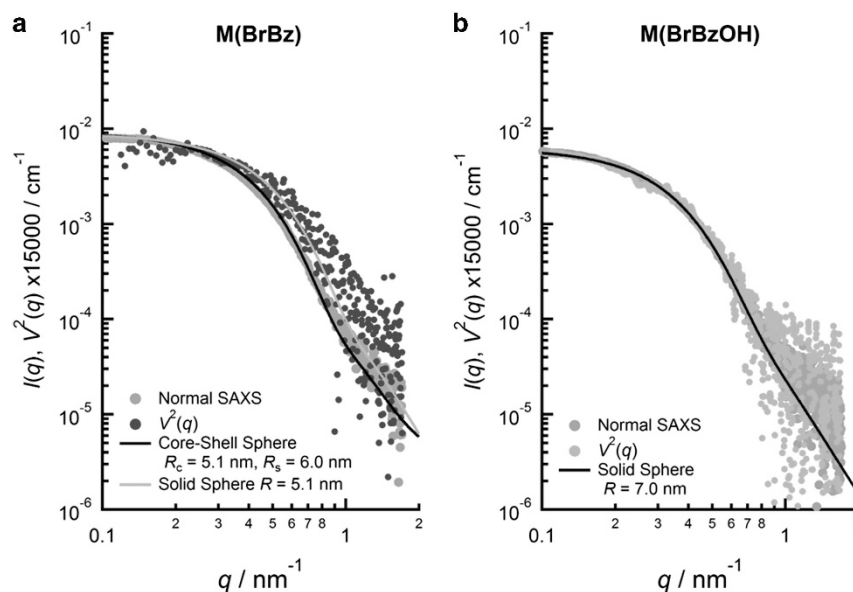 a
M(BrBz)
I(q), V²(q) x15000 / cm⁻¹
10⁻¹
10⁻²
10⁻³
10⁻⁴
10⁻⁵
10⁻⁶
Normal SAXS
V²(q)
Core-Shell Sphere
R_c = 5.1 nm, R_s = 6.0 nm
Solid Sphere R = 5.1 nm
0.1 2 3 4 5 6 7 8 1 2
q / nm⁻¹
b
M(BrBzOH)
I(q), V²(q) x15000 / cm⁻¹
10⁻¹
10⁻²
10⁻³
10⁻⁴
10⁻⁵
10⁻⁶
Normal SAXS
V²(q)
Solid Sphere
R = 7.0 nm
0.1 2 3 4 5 6 7 8 1
q / nm⁻¹